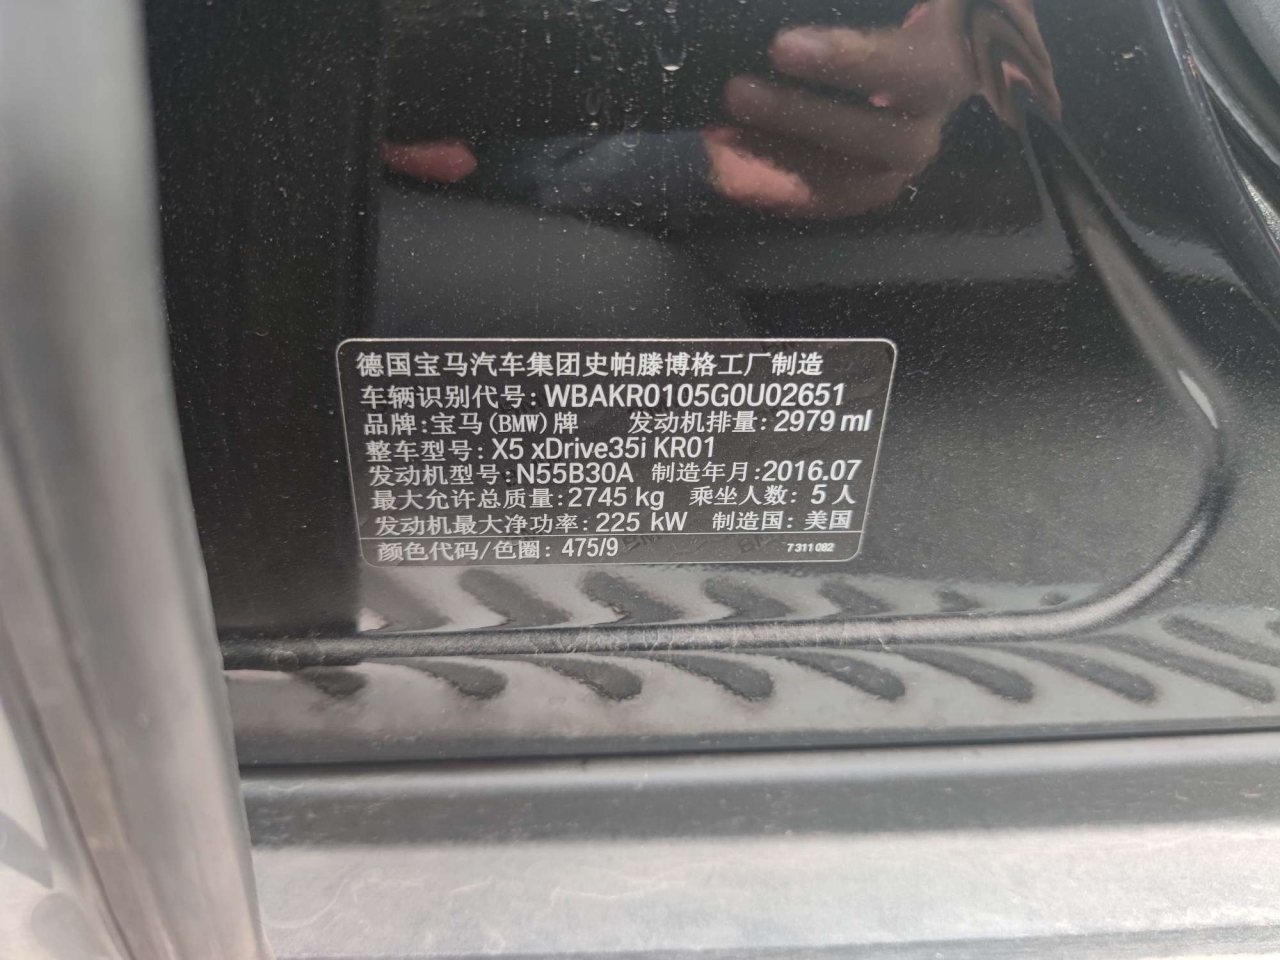 德国宝马汽车集团史帕滕博格工厂制造
车辆识别代号: WBAKR0105G0U02651
品牌:宝马(BMW)牌 发动机排量: 2979 ml
整车型号: X5 xDrive35i KR01
发动机型号:N55B30A 制造年月:2016.07
最大允许总质量:2745 kg 乘坐人数: 5人
发动机最大净功率: 225 kW 制造国: 美国
颜色代码/色圈: 475/9 7311082